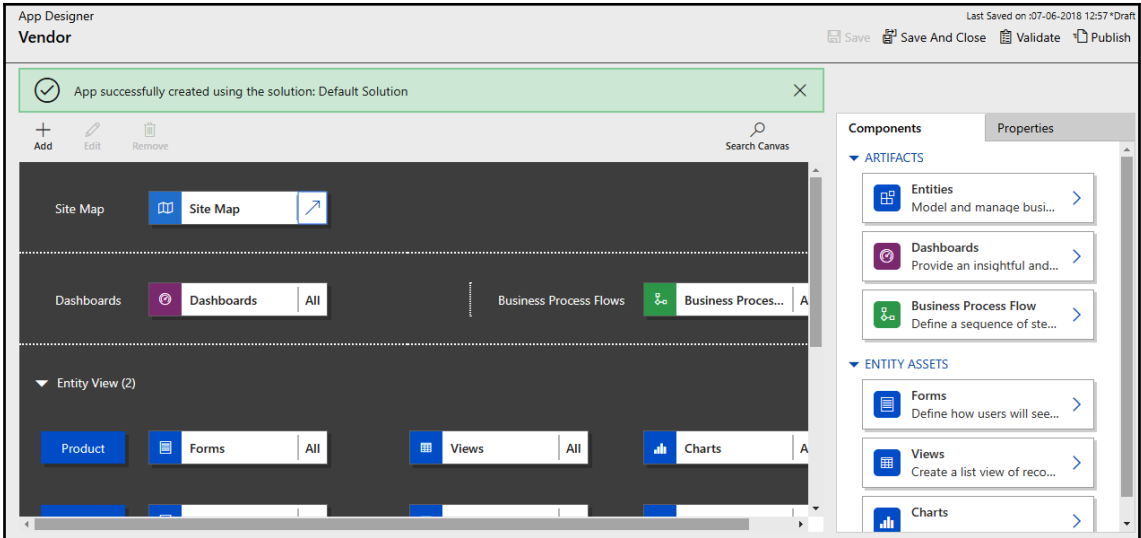 App Designer
Last Saved on :07-06-2018 12:57 *Draft
Vendor
Save
Save And Close
Validate
Publish
App successfully created using the solution: Default Solution
Add
Edit
Remove
Search Canvas
Site Map
Site Map
Dashboards
Dashboards
All
Business Process Flows
Business Proces...
Entity View (2)
Product
Forms
All
Views
All
Charts
Components
Properties
ARTIFACTS
Entities
Model and manage busi...
Dashboards
Provide an insightful and...
Business Process Flow
Define a sequence of ste...
ENTITY ASSETS
Forms
Define how users will see...
Views
Create a list view of reco...
Charts